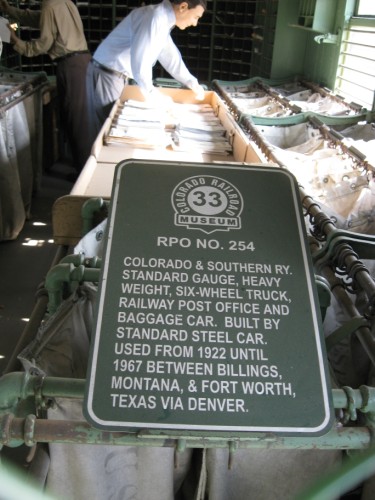 COLORADO RAILROAD
33
MUSEUM
RPO NO. 254
COLORADO & SOUTHERN RY.
STANDARD GAUGE, HEAVY
WEIGHT, SIX-WHEEL TRUCK,
RAILWAY POST OFFICE AND
BAGGAGE CAR. BUILT BY
STANDARD STEEL CAR.
USED FROM 1922 UNTIL
1967 BETWEEN BILLINGS,
MONTANA, & FORT WORTH,
TEXAS VIA DENVER.